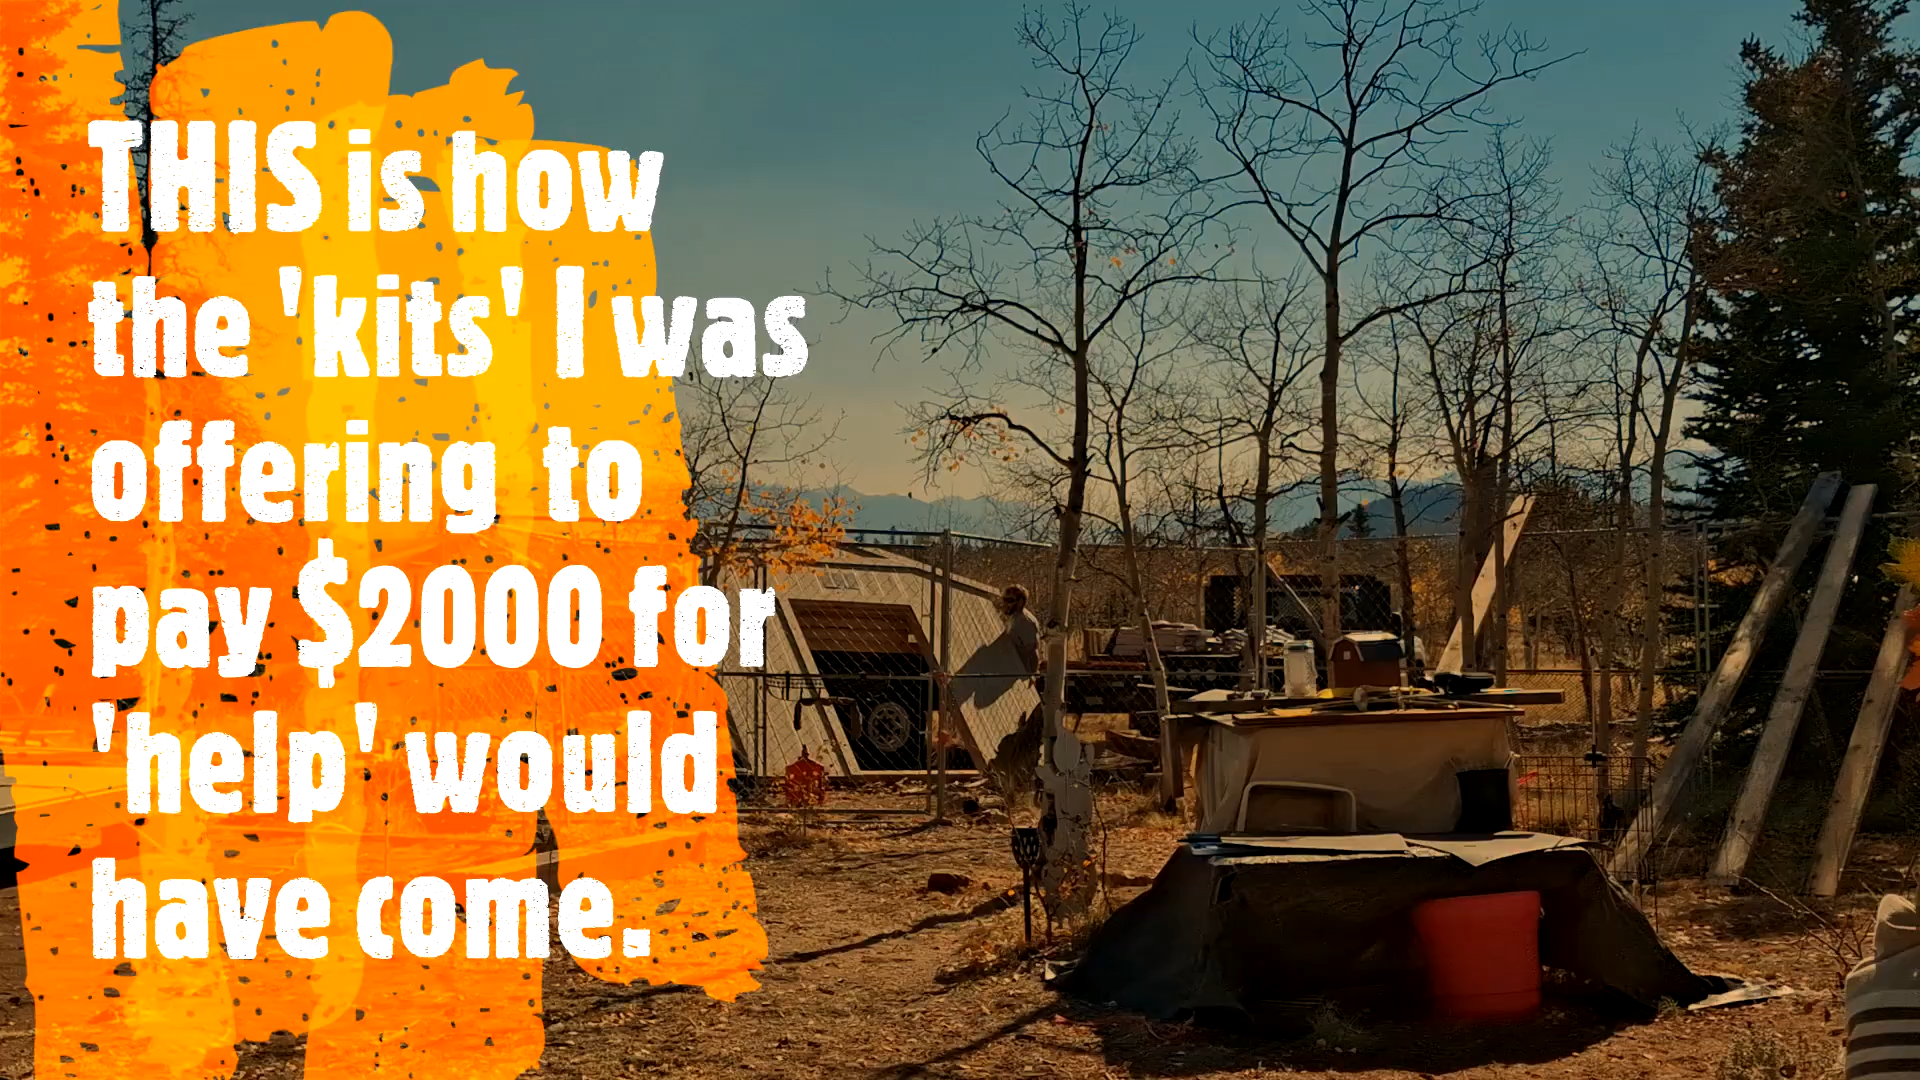 THIS is how
the 'kits' I was
offering to
pay $2000 for
'help' would
have come.